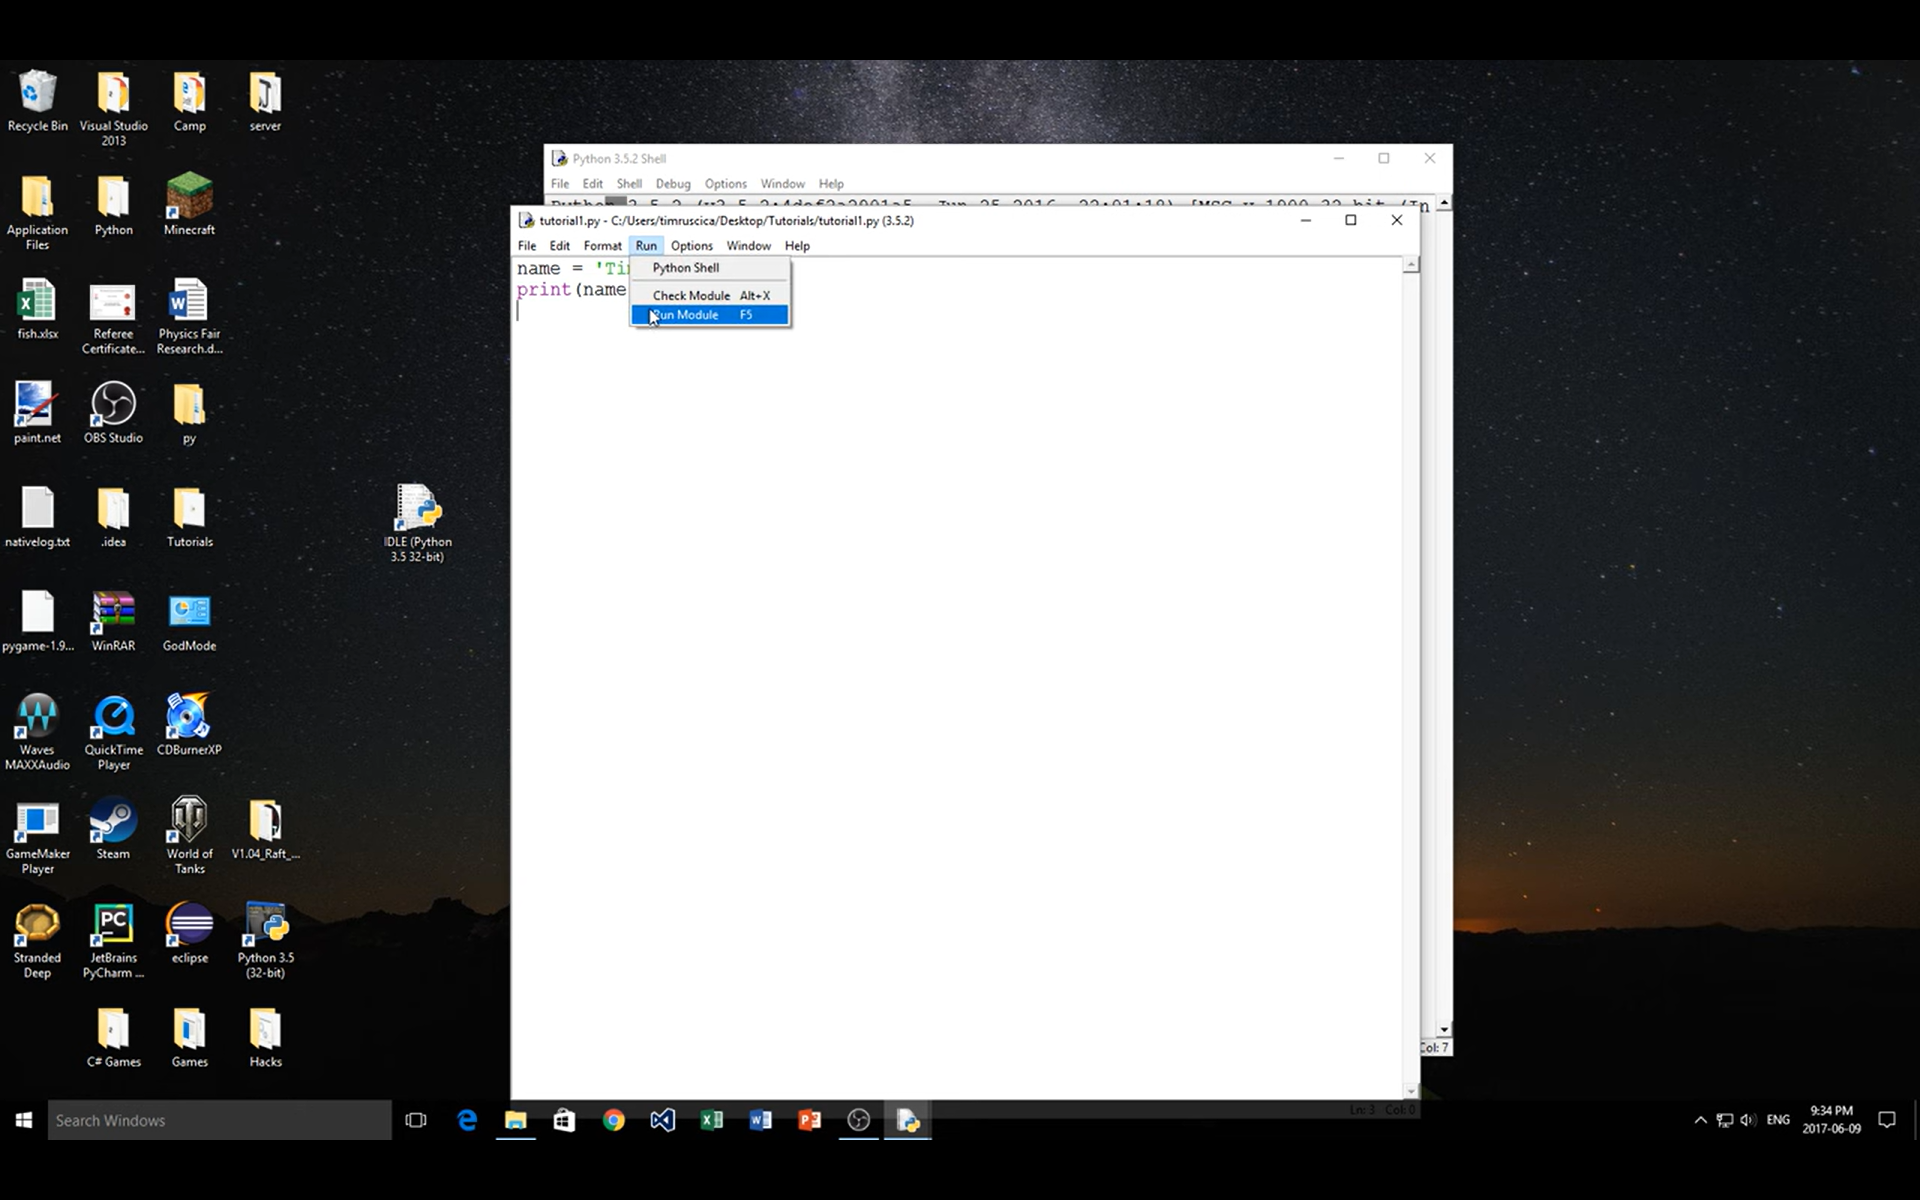 Recycle Bin
Visual Studio
2013
Camp
server
Application
Files
Python
Minecraft
fish.xlsx
Referee
Certificate...
Physics Fair
Research.d...
paint.net
OBS Studio
py
nativelog.txt
.idea
Tutorials
pygame-1.9...
WinRAR
GodMode
Waves
MAXXAudio
QuickTime
Player
CDBurnerXP
GameMaker
Player
Steam
World of
Tanks
V1.04_Raft_...
Stranded
Deep
JetBrains
PyCharm ...
eclipse
Python 3.5
(32-bit)
C# Games
Games
Hacks
IDLE (Python
3.5 32-bit)
Python 3.5.2 Shell
File Edit Shell Debug Options Window Help
tutorial1.py - C:/Users/timruscica/Desktop/Tutorials/tutorial1.py (3.5.2)
File Edit Format Run Options Window Help
name = 'Ti
print(name
Python Shell
Check Module Alt+X
Run Module F5
Col: 7
Ln: 3 Col: 0
Search Windows
ENG
9:34 PM
2017-06-09